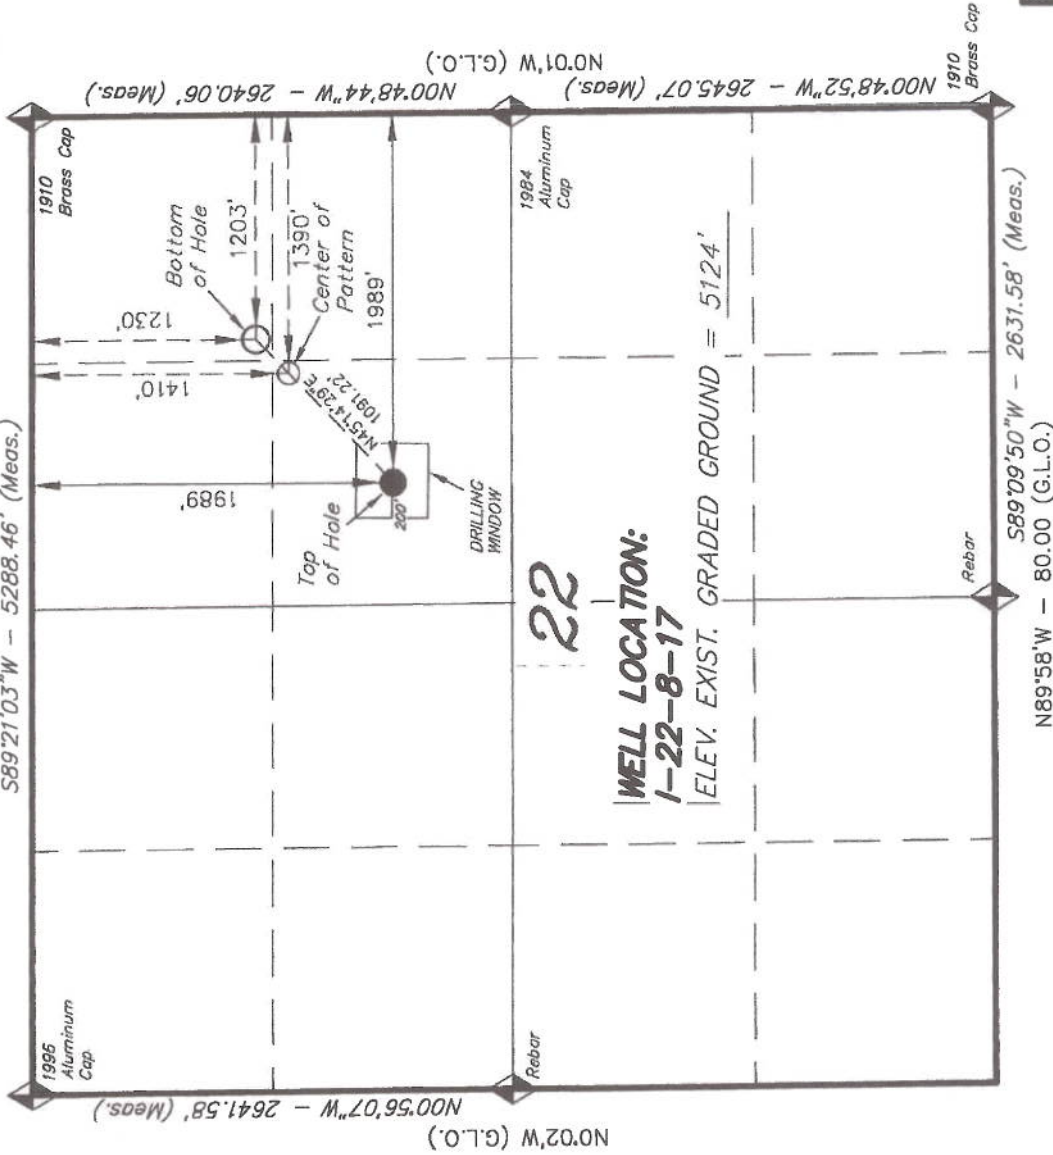 S89°21'03"W – 5288.46' (Meas.)
1995
Aluminum
Cap
1910
Brass Cap
1230'
1410'
1989'
Bottom
of Hole
1203'
1390'
Center of
Pattern
1989'
N45°14'29"E
1091.22'
Top
of Hole
200'
DRILLING
WINDOW
N00°56'07"W – 2641.58' (Meas.)
N0°02'W (G.L.O.)
N00°48'44"W – 2640.06' (Meas.)
N0°01'W (G.L.O.)
N00°48'52"W – 2645.07' (Meas.)
Rebar
1984
Aluminum
Cap
22
WELL LOCATION:
1–22–8–17
ELEV. EXIST. GRADED GROUND = 5124'
Rebar
1910
Brass Cap
S89°09'50"W – 2631.58' (Meas.)
N89°58'W – 80.00 (G.L.O.)